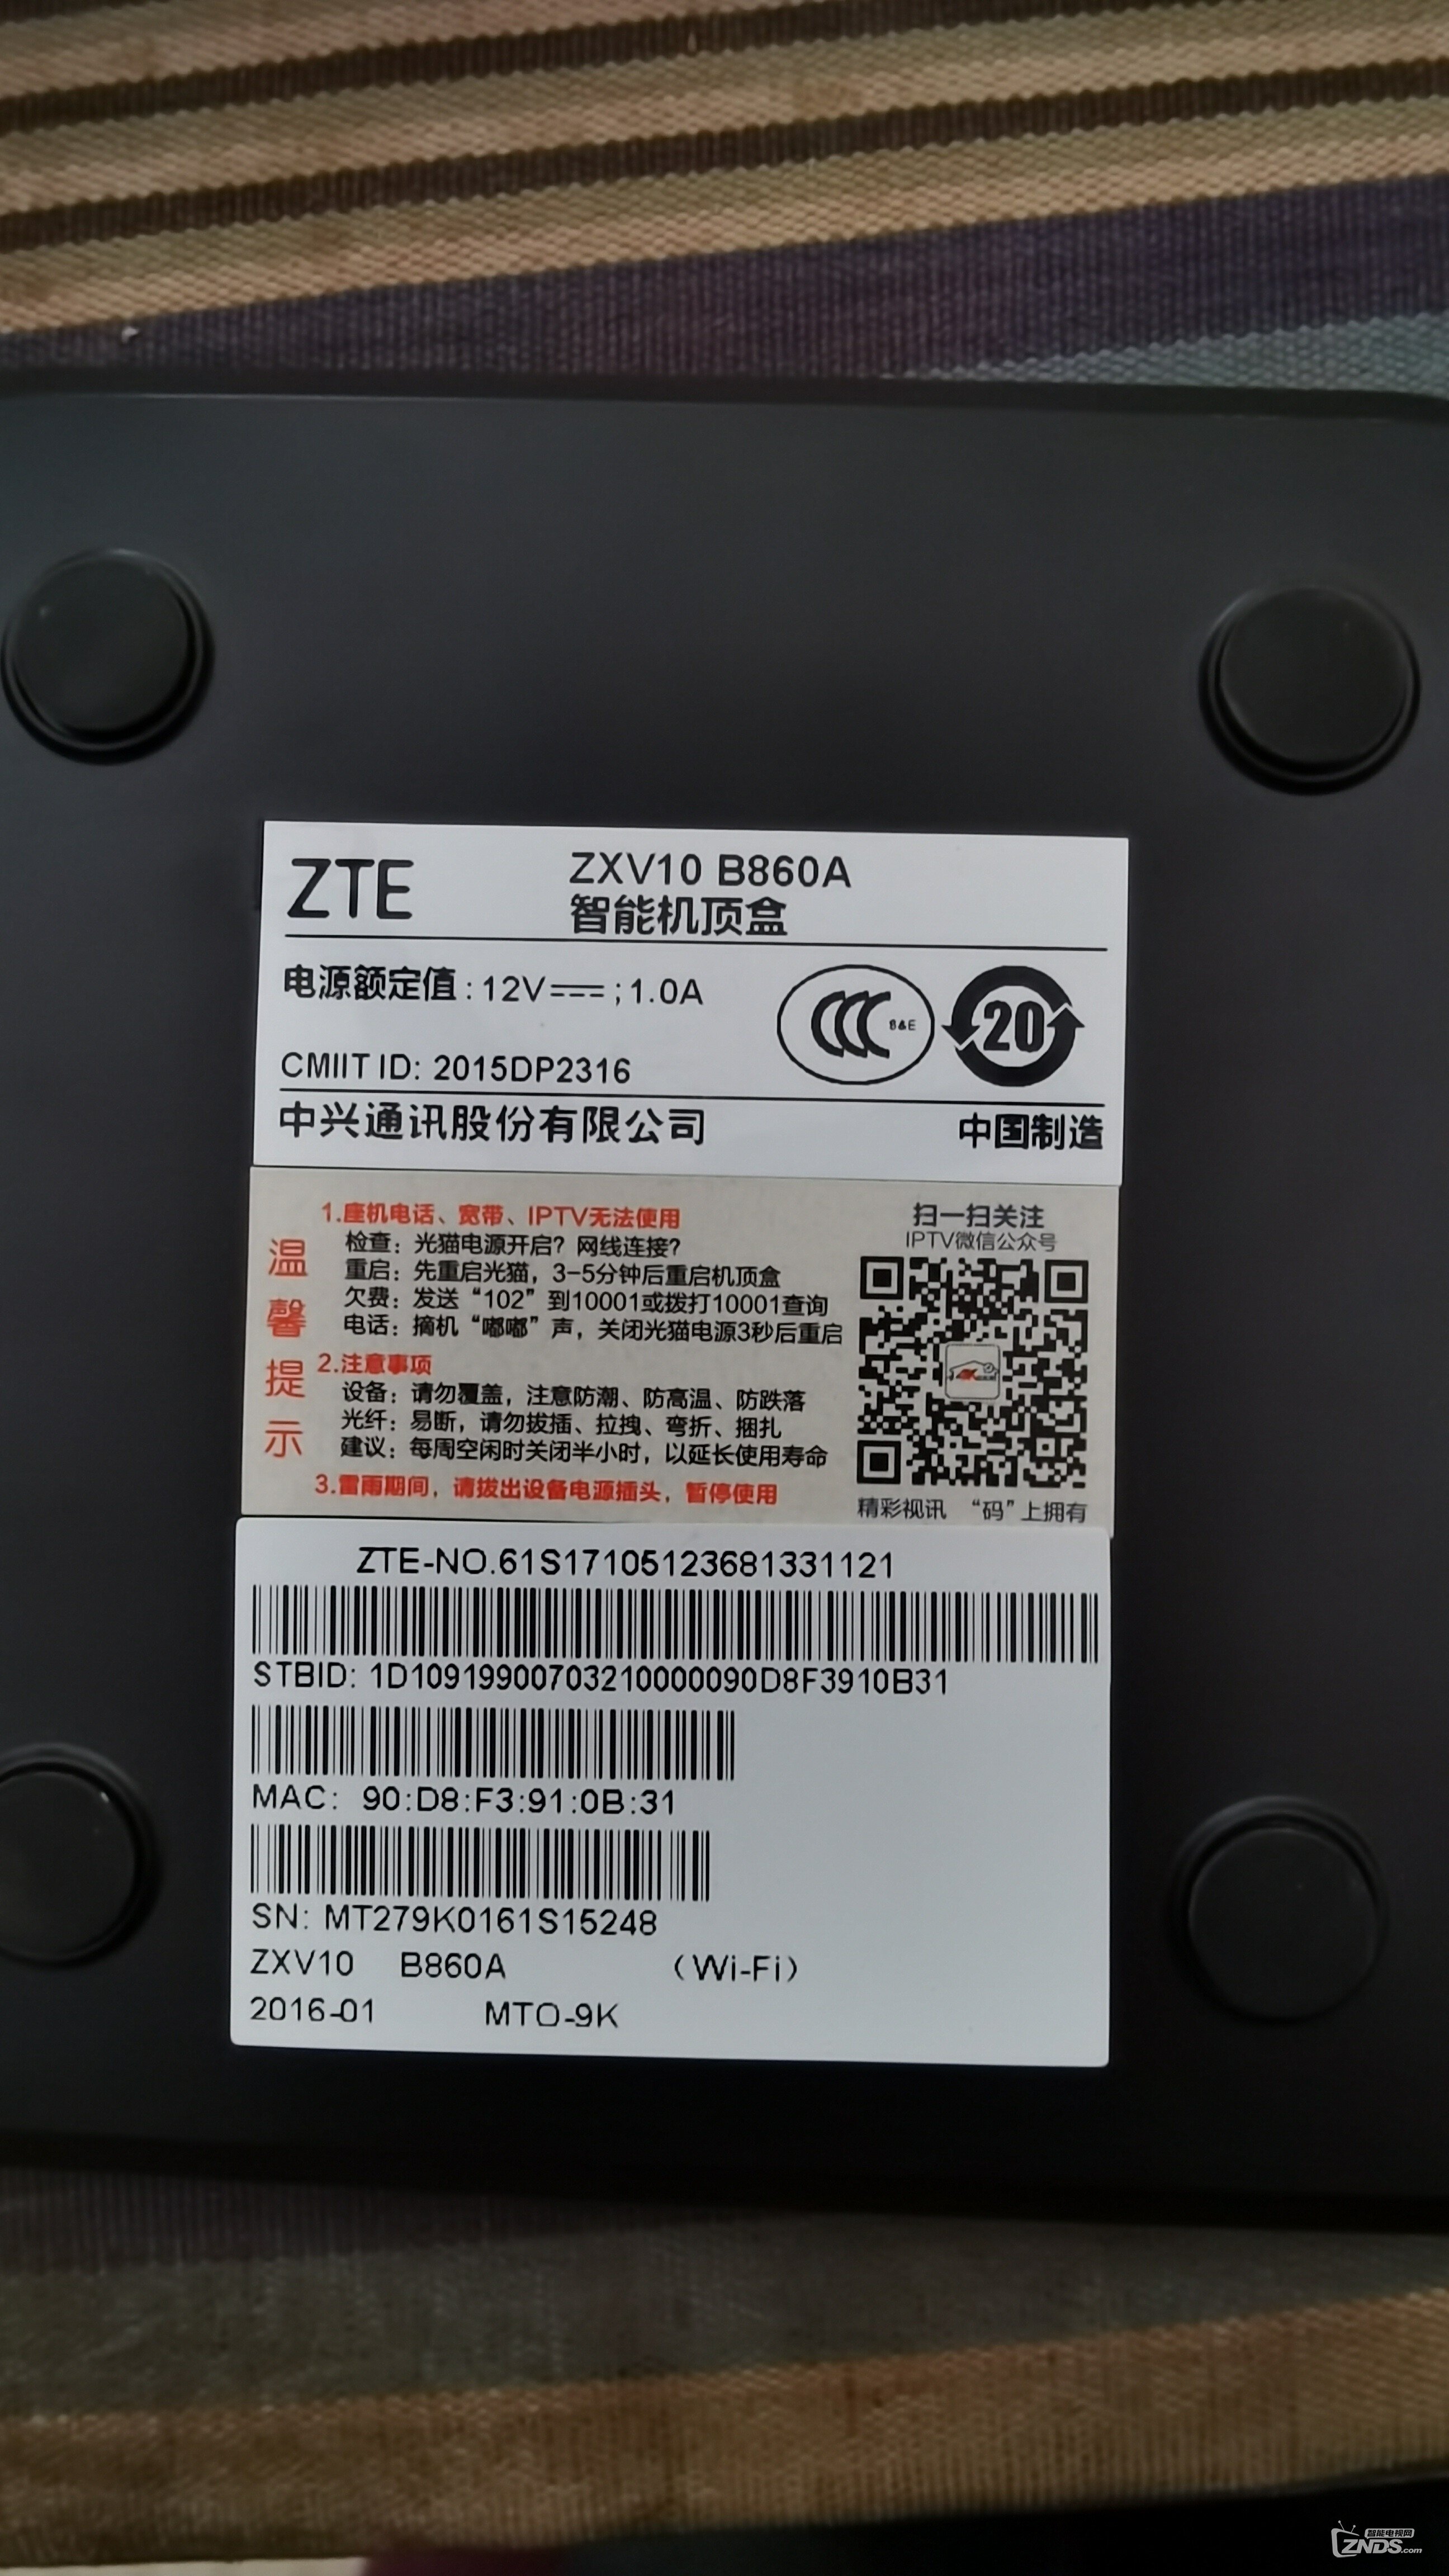 ZTE
ZXV10 B860A
智能机顶盒
电源额定值：12V⎓；1.0A
CCC S&E
20
CMIIT ID: 2015DP2316
中兴通讯股份有限公司 中国制造
温馨提示
1.座机电话、宽带、IPTV无法使用
检查：光猫电源开启？网线连接？
重启：先重启光猫，3-5分钟后重启机顶盒
欠费：发送“102”到10001或拨打10001查询
电话：摘机“嘟嘟”声，关闭光猫电源3秒后重启
2.注意事项
设备：请勿覆盖，注意防潮、防高温、防跌落
光纤：易断，请勿拔插、拉拽、弯折、捆扎
建议：每周空闲时关闭半小时，以延长使用寿命
3.雷雨期间，请拔出设备电源插头，暂停使用
扫一扫关注
IPTV微信公众号
精彩视讯 “码”上拥有
ZTE-NO.61S17105123681331121
STBID: 1D109199007032100000​90D8F3910B31
MAC: 90:D8:F3:91:0B:31
SN: MT279K0161S15248
ZXV10 B860A （Wi-Fi）
2016-01 MTO-9K
智能电视网
ZNDS.com